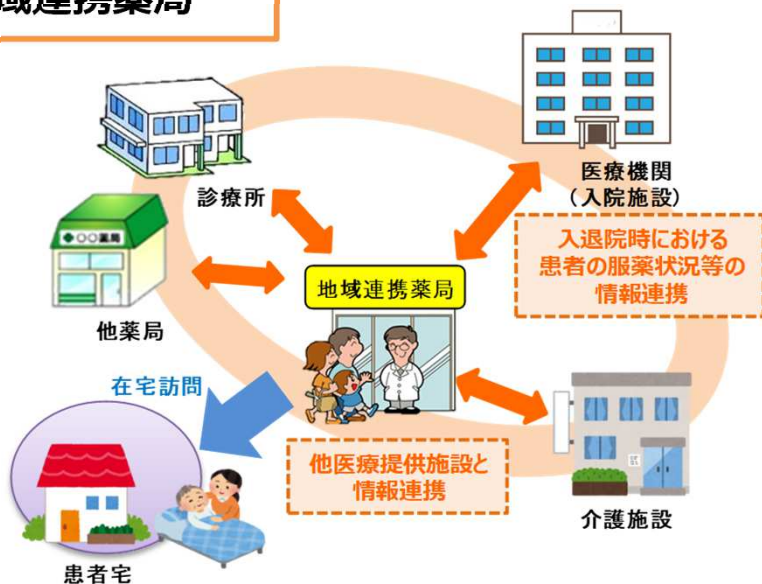 域連携薬局
診療所
医療機関
（入院施設）
入退院時における
患者の服薬状況等の
情報連携
○○薬局
他薬局
地域連携薬局
在宅訪問
他医療提供施設と
情報連携
介護施設
患者宅